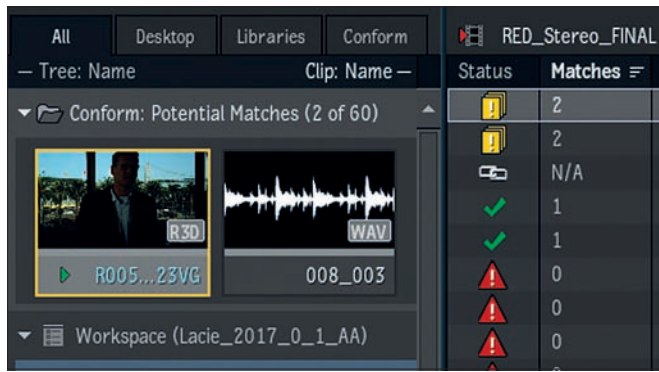 All Desktop Libraries Conform
RED_Stereo_FINAL
— Tree: Name Clip: Name —
Status Matches
Conform: Potential Matches (2 of 60)
2
2
N/A
1
1
0
0
0
R3D WAV
R005...23VG 008_003
Workspace (Lacie_2017_0_1_AA)